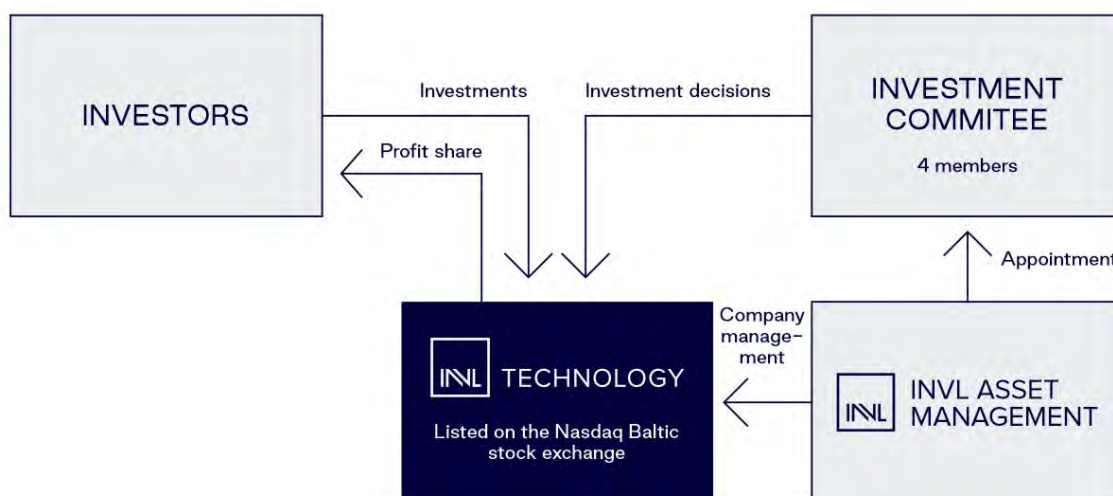 INVESTORS
Investments
Profit share
Investment decisions
INVESTMENT
COMMITEE
4 members
Appointment
Company
manage-
ment
INVL TECHNOLOGY
Listed on the Nasdaq Baltic
stock exchange
INVL INVL ASSET
MANAGEMENT